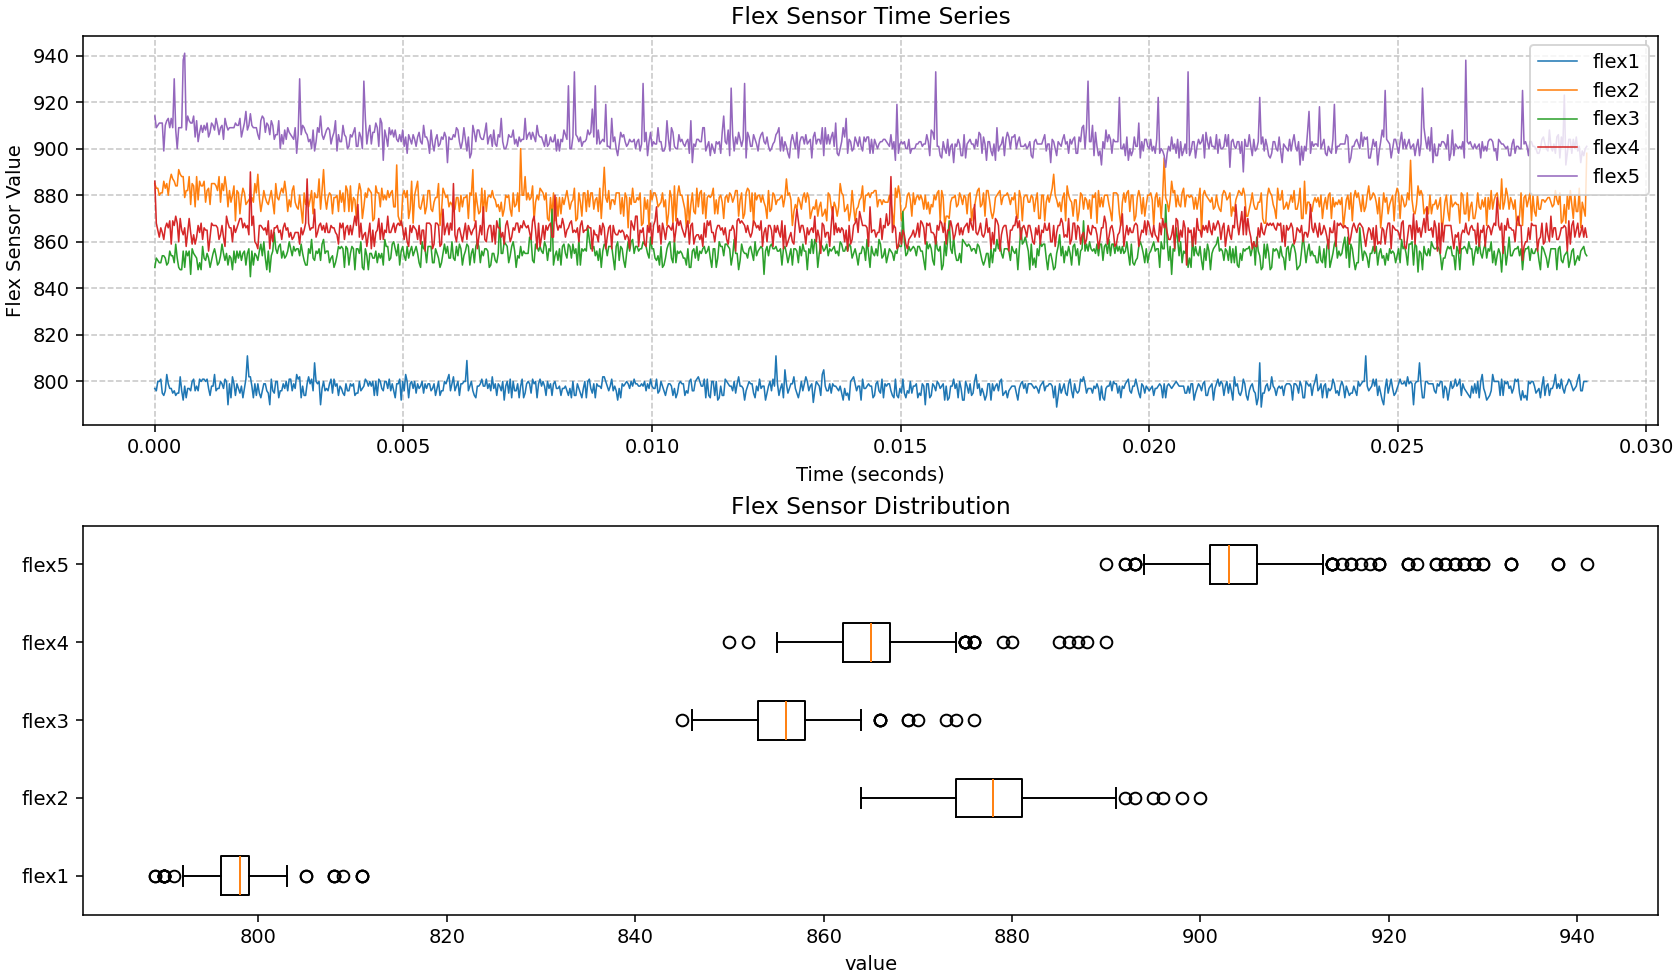 Flex Sensor Time Series
Flex Sensor Value
940
920
900
880
860
840
820
800
flex1
flex2
flex3
flex4
flex5
0.000 0.005 0.010 0.015 0.020 0.025 0.030
Time (seconds)
Flex Sensor Distribution
flex5
flex4
flex3
flex2
flex1
800 820 840 860 880 900 920 940
value